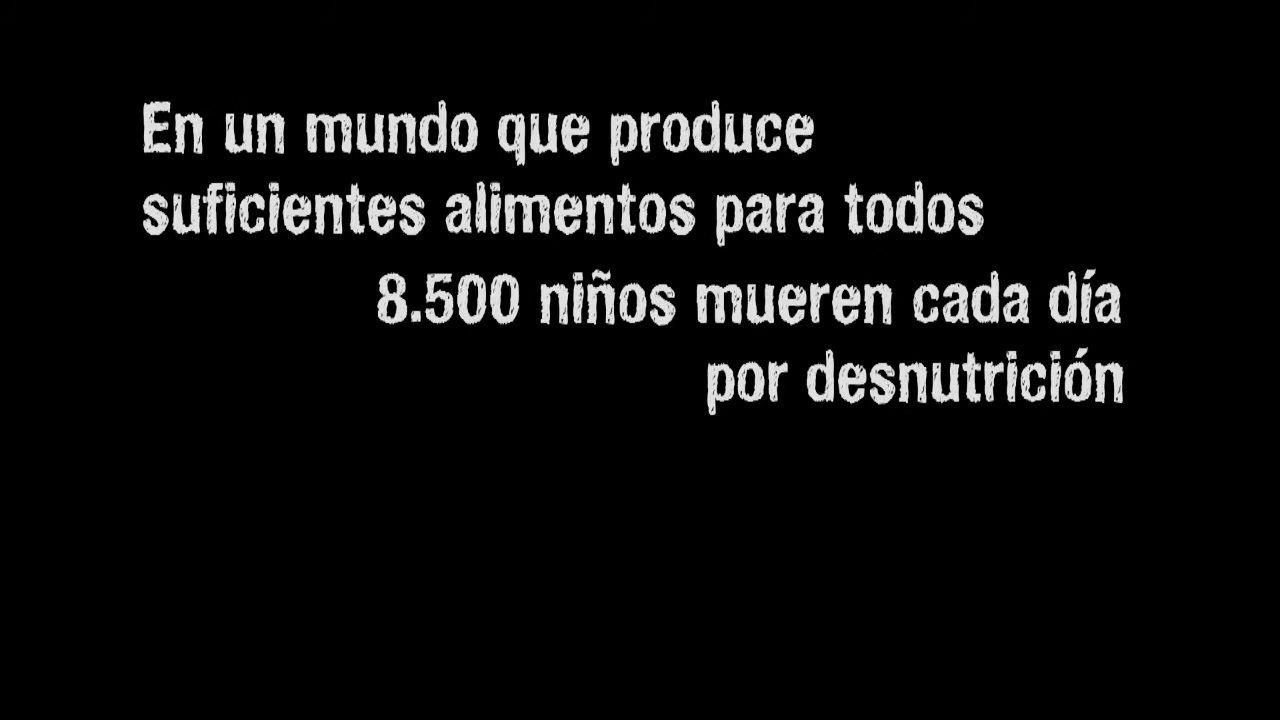 En un mundo que produce
suficientes alimentos para todos
8.500 niños mueren cada día
por desnutrición